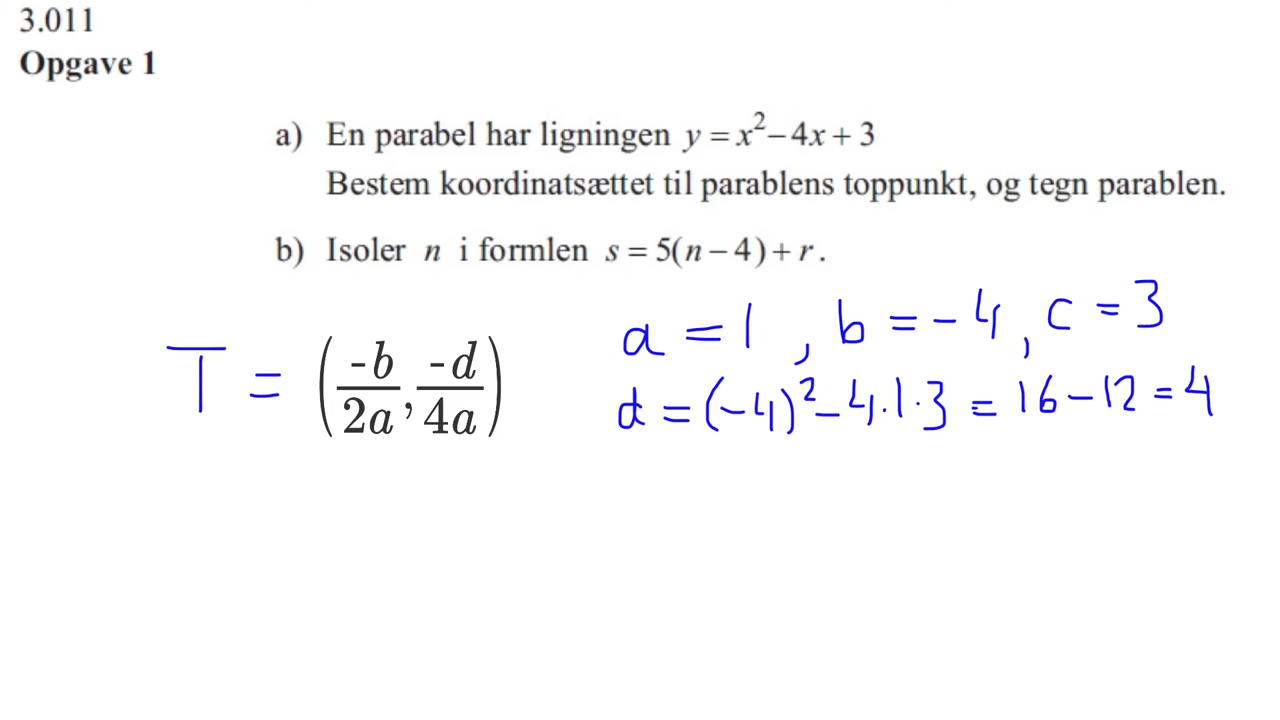 3.011
Opgave 1
a) En parabel har ligningen y = x² − 4x + 3
Bestem koordinatsættet til parablens toppunkt, og tegn parablen.
b) Isoler n i formlen s = 5(n − 4) + r.
a = 1, b = -4, c = 3
T = (-b/2a, -d/4a)
d = (-4)² - 4·1·3 = 16 - 12 = 4